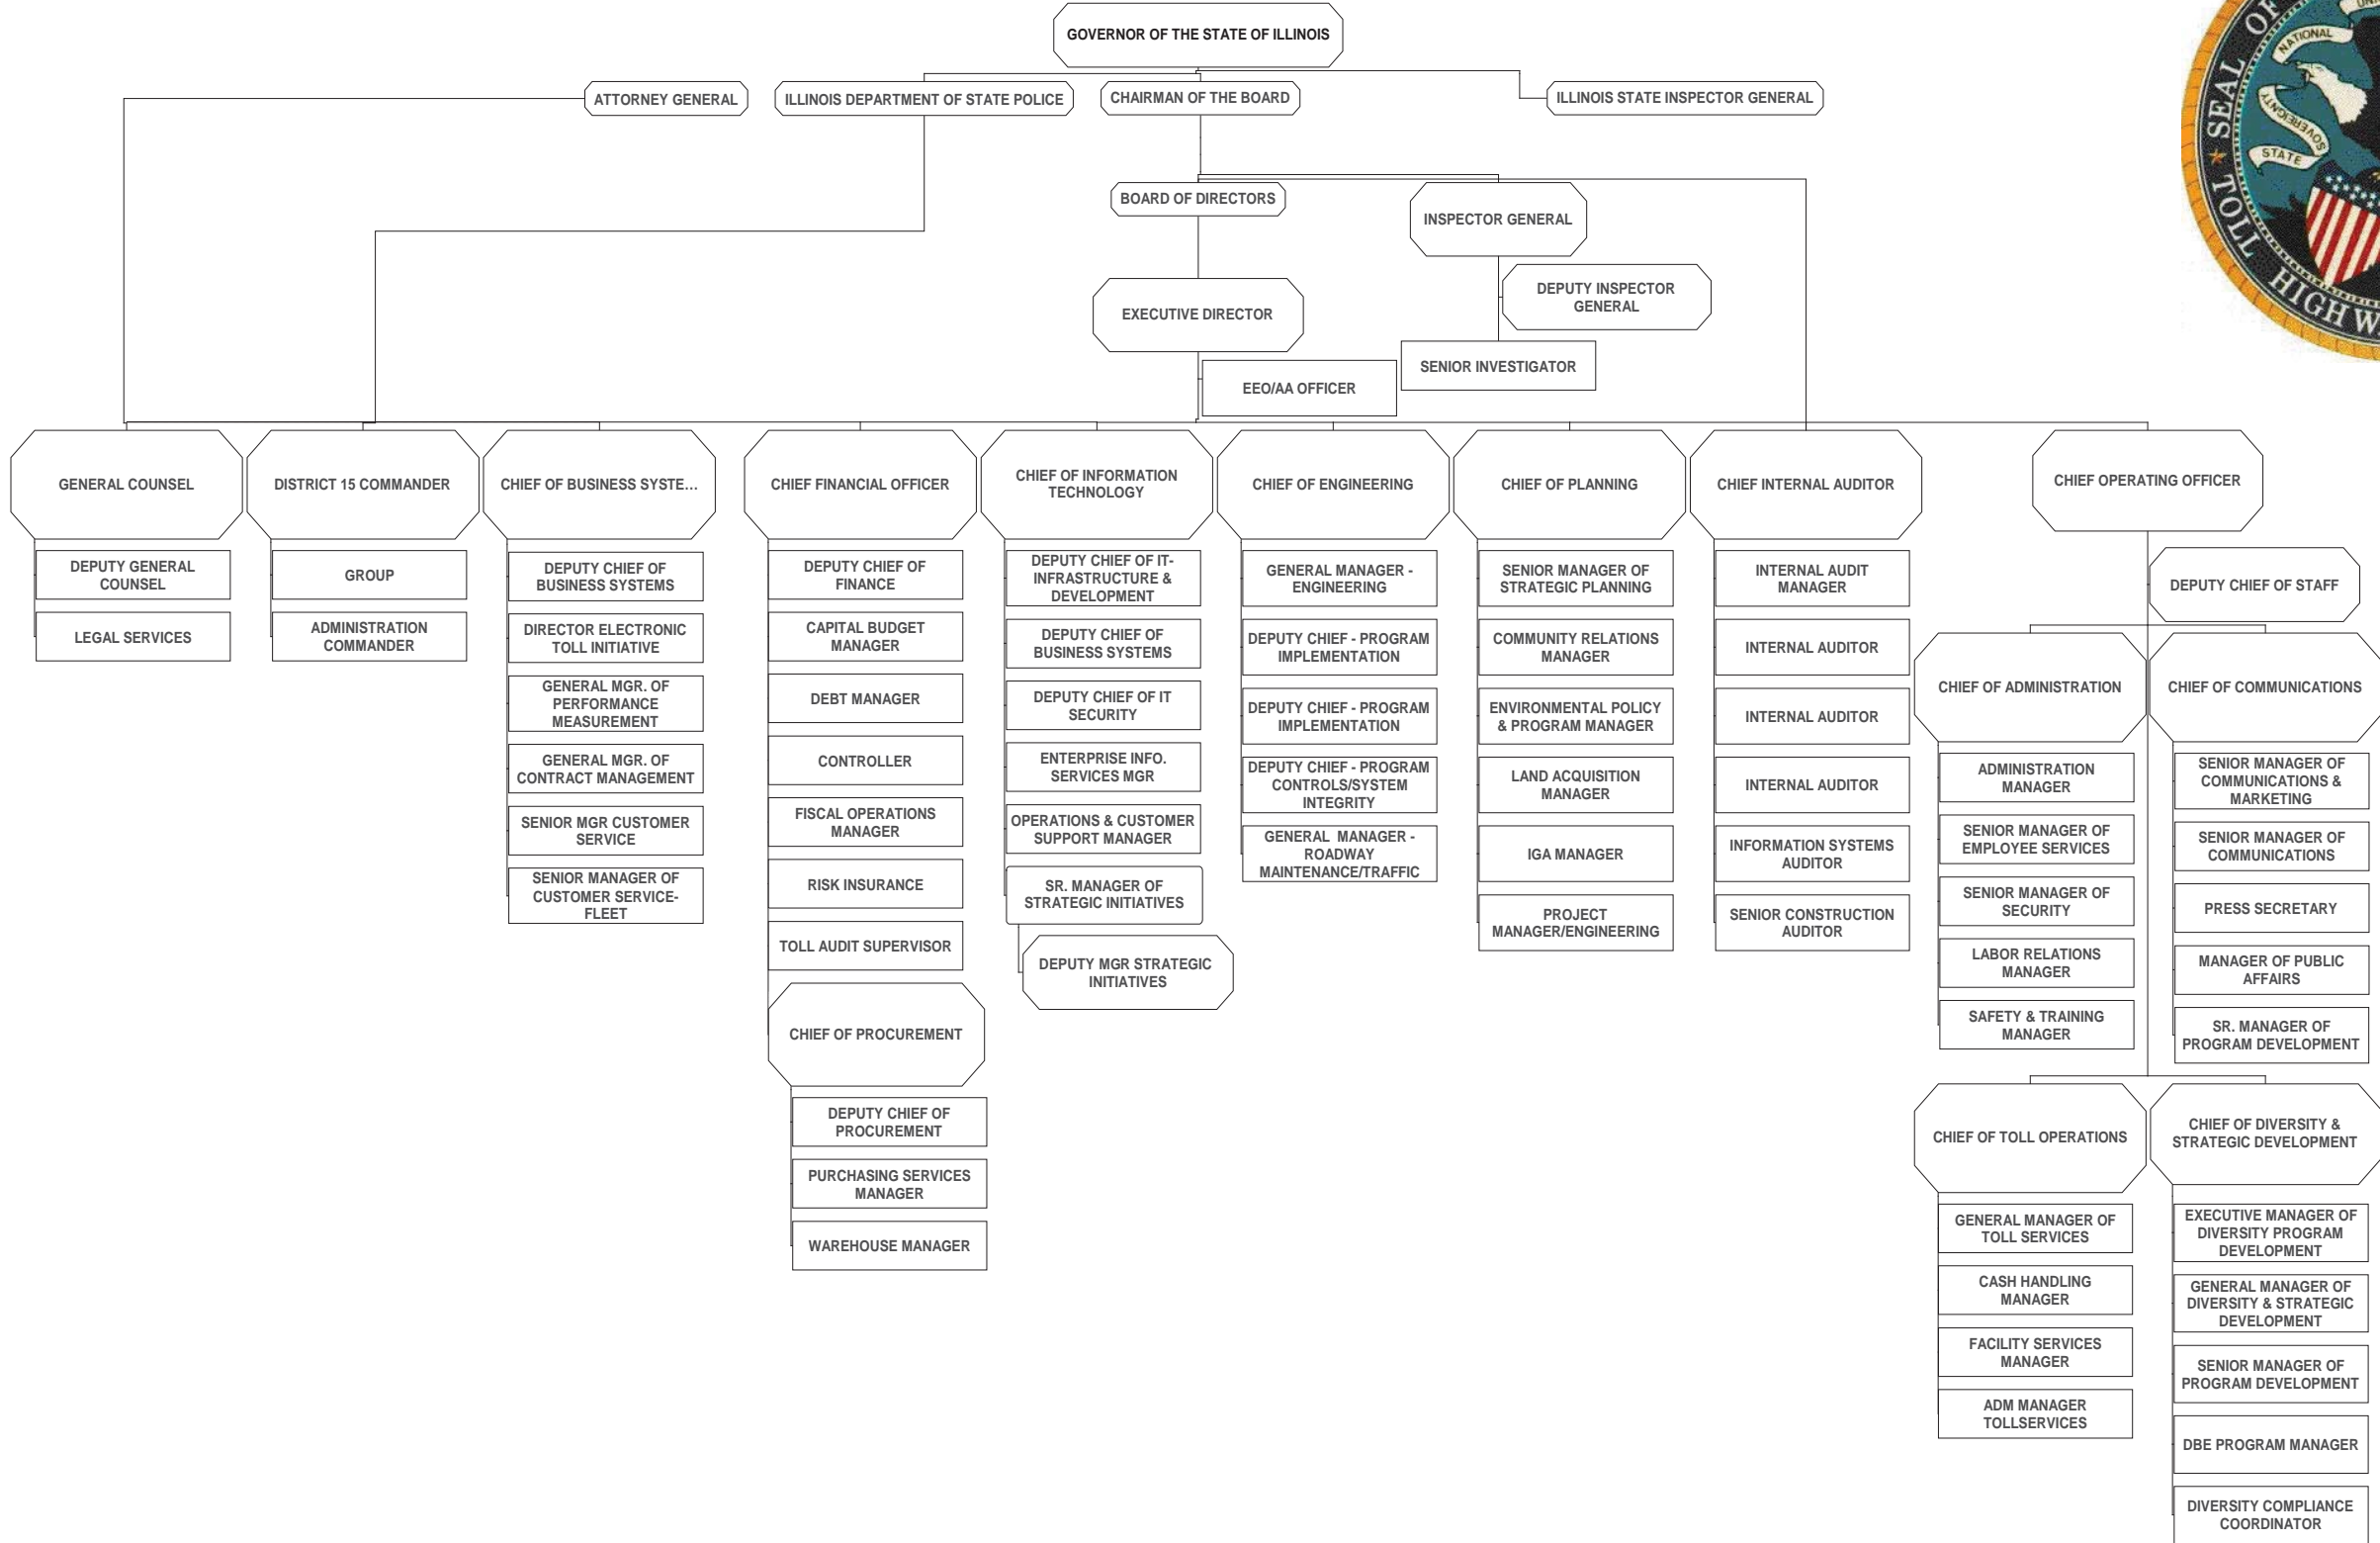 GOVERNOR OF THE STATE OF ILLINOIS
ATTORNEY GENERAL
ILLINOIS DEPARTMENT OF STATE POLICE
CHAIRMAN OF THE BOARD
ILLINOIS STATE INSPECTOR GENERAL
SEAL OF
NATIONAL
SOVEREIGNTY
STATE
TOLL
BOARD OF DIRECTORS
INSPECTOR GENERAL
DEPUTY INSPECTOR
GENERAL
EXECUTIVE DIRECTOR
SENIOR INVESTIGATOR
EEO/AA OFFICER
GENERAL COUNSEL
DEPUTY GENERAL
COUNSEL
LEGAL SERVICES
DISTRICT 15 COMMANDER
GROUP
ADMINISTRATION
COMMANDER
CHIEF OF BUSINESS SYSTE...
DEPUTY CHIEF OF
BUSINESS SYSTEMS
DIRECTOR ELECTRONIC
TOLL INITIATIVE
GENERAL MGR. OF
PERFORMANCE
MEASUREMENT
GENERAL MGR. OF
CONTRACT MANAGEMENT
SENIOR MGR CUSTOMER
SERVICE
SENIOR MANAGER OF
CUSTOMER SERVICE-
FLEET
CHIEF FINANCIAL OFFICER
DEPUTY CHIEF OF
FINANCE
CAPITAL BUDGET
MANAGER
DEBT MANAGER
CONTROLLER
FISCAL OPERATIONS
MANAGER
RISK INSURANCE
TOLL AUDIT SUPERVISOR
CHIEF OF PROCUREMENT
DEPUTY CHIEF OF
PROCUREMENT
PURCHASING SERVICES
MANAGER
WAREHOUSE MANAGER
CHIEF OF INFORMATION
TECHNOLOGY
DEPUTY CHIEF OF IT-
INFRASTRUCTURE &
DEVELOPMENT
DEPUTY CHIEF OF
BUSINESS SYSTEMS
DEPUTY CHIEF OF IT
SECURITY
ENTERPRISE INFO.
SERVICES MGR
OPERATIONS & CUSTOMER
SUPPORT MANAGER
SR. MANAGER OF
STRATEGIC INITIATIVES
DEPUTY MGR STRATEGIC
INITIATIVES
CHIEF OF ENGINEERING
GENERAL MANAGER -
ENGINEERING
DEPUTY CHIEF - PROGRAM
IMPLEMENTATION
DEPUTY CHIEF - PROGRAM
IMPLEMENTATION
DEPUTY CHIEF - PROGRAM
CONTROLS/SYSTEM
INTEGRITY
GENERAL MANAGER -
ROADWAY
MAINTENANCE/TRAFFIC
CHIEF OF PLANNING
SENIOR MANAGER OF
STRATEGIC PLANNING
COMMUNITY RELATIONS
MANAGER
ENVIRONMENTAL POLICY
& PROGRAM MANAGER
LAND ACQUISITION
MANAGER
IGA MANAGER
PROJECT
MANAGER/ENGINEERING
CHIEF INTERNAL AUDITOR
INTERNAL AUDIT
MANAGER
INTERNAL AUDITOR
INTERNAL AUDITOR
INTERNAL AUDITOR
INFORMATION SYSTEMS
AUDITOR
SENIOR CONSTRUCTION
AUDITOR
CHIEF OPERATING OFFICER
DEPUTY CHIEF OF STAFF
CHIEF OF ADMINISTRATION
ADMINISTRATION
MANAGER
SENIOR MANAGER OF
EMPLOYEE SERVICES
SENIOR MANAGER OF
SECURITY
LABOR RELATIONS
MANAGER
SAFETY & TRAINING
MANAGER
CHIEF OF COMMUNICATIONS
SENIOR MANAGER OF
COMMUNICATIONS &
MARKETING
SENIOR MANAGER OF
COMMUNICATIONS
PRESS SECRETARY
MANAGER OF PUBLIC
AFFAIRS
SR. MANAGER OF
PROGRAM DEVELOPMENT
CHIEF OF TOLL OPERATIONS
GENERAL MANAGER OF
TOLL SERVICES
CASH HANDLING
MANAGER
FACILITY SERVICES
MANAGER
ADM MANAGER
TOLLSERVICES
CHIEF OF DIVERSITY &
STRATEGIC DEVELOPMENT
EXECUTIVE MANAGER OF
DIVERSITY PROGRAM
DEVELOPMENT
GENERAL MANAGER OF
DIVERSITY & STRATEGIC
DEVELOPMENT
SENIOR MANAGER OF
PROGRAM DEVELOPMENT
DBE PROGRAM MANAGER
DIVERSITY COMPLIANCE
COORDINATOR